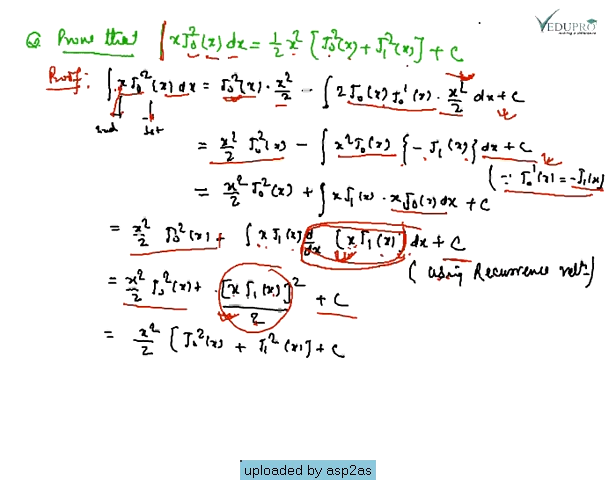 VEDUPRO
Q. Prove that ∫ x J₀²(x) dx = 1/2 x² [J₀²(x) + J₁²(x)] + C
Proof: ∫ x J₀²(x) dx = J₀²(x) · x²/2 − ∫ 2 J₀(x) J₀'(x) · x²/2 dx + C
= x²/2 J₀²(x) − ∫ x² J₀(x) {− J₁(x)} dx + C
(∵ J₀'(x) = −J₁(x)
= x²/2 J₀²(x) + ∫ x J₁(x) · x J₀(x) dx + C
= x²/2 J₀²(x) + ∫ x J₁(x) d/dx [x J₁(x)] dx + C
(using Recurrence reltⁿ)
= x²/2 J₀²(x) + [x J₁(x)]²/2 + C
= x²/2 [J₀²(x) + J₁²(x)] + C
uploaded by asp2as